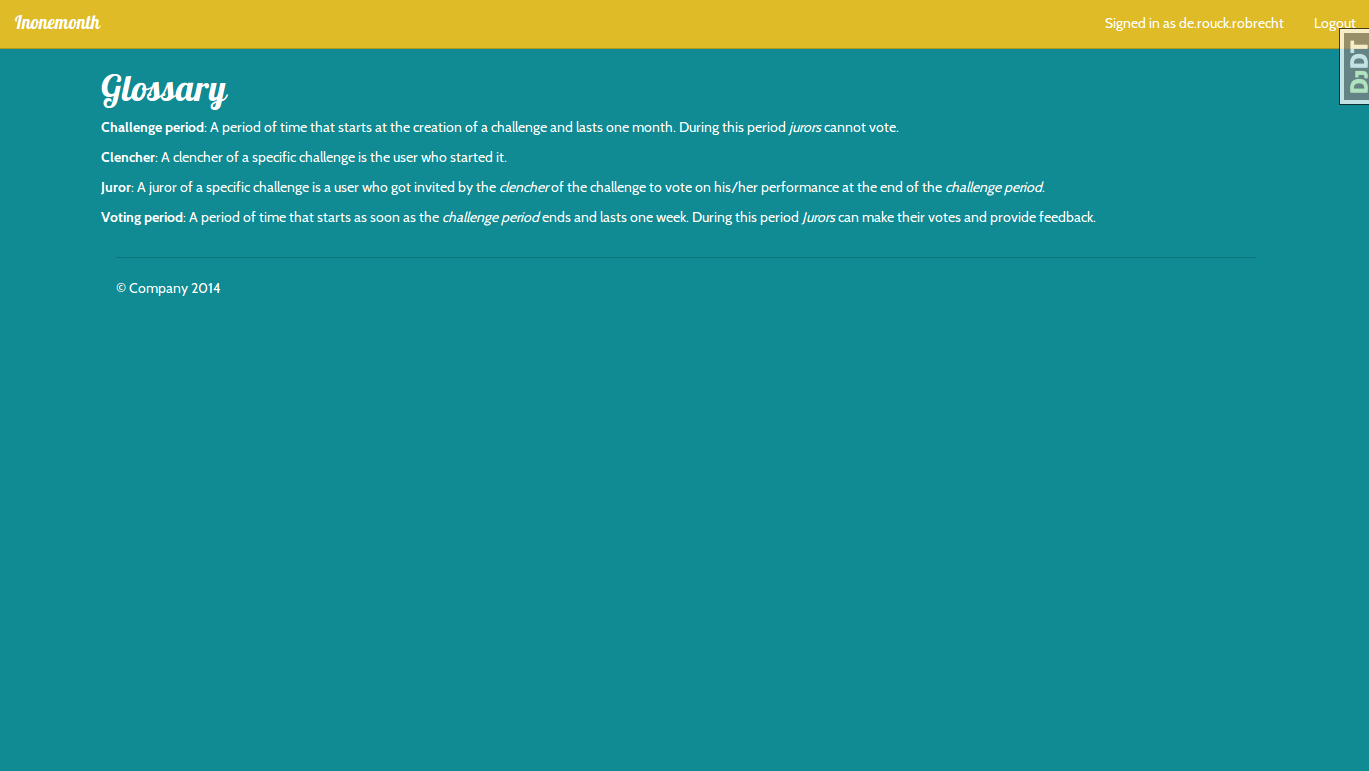 Inonemonth
Signed in as de.rouck.robrecht
Logout
DJDT
Glossary
Challenge period: A period of time that starts at the creation of a challenge and lasts one month. During this period jurors cannot vote.
Clencher: A clencher of a specific challenge is the user who started it.
Juror: A juror of a specific challenge is a user who got invited by the clencher of the challenge to vote on his/her performance at the end of the challenge period.
Voting period: A period of time that starts as soon as the challenge period ends and lasts one week. During this period Jurors can make their votes and provide feedback.
© Company 2014